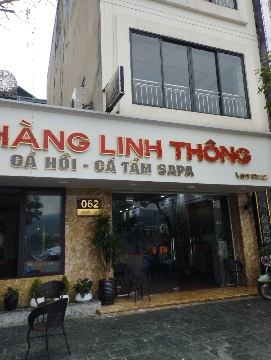 HÀNG LINH THÔNG
CÁ HỒI - CÁ TẦM SAPA
062